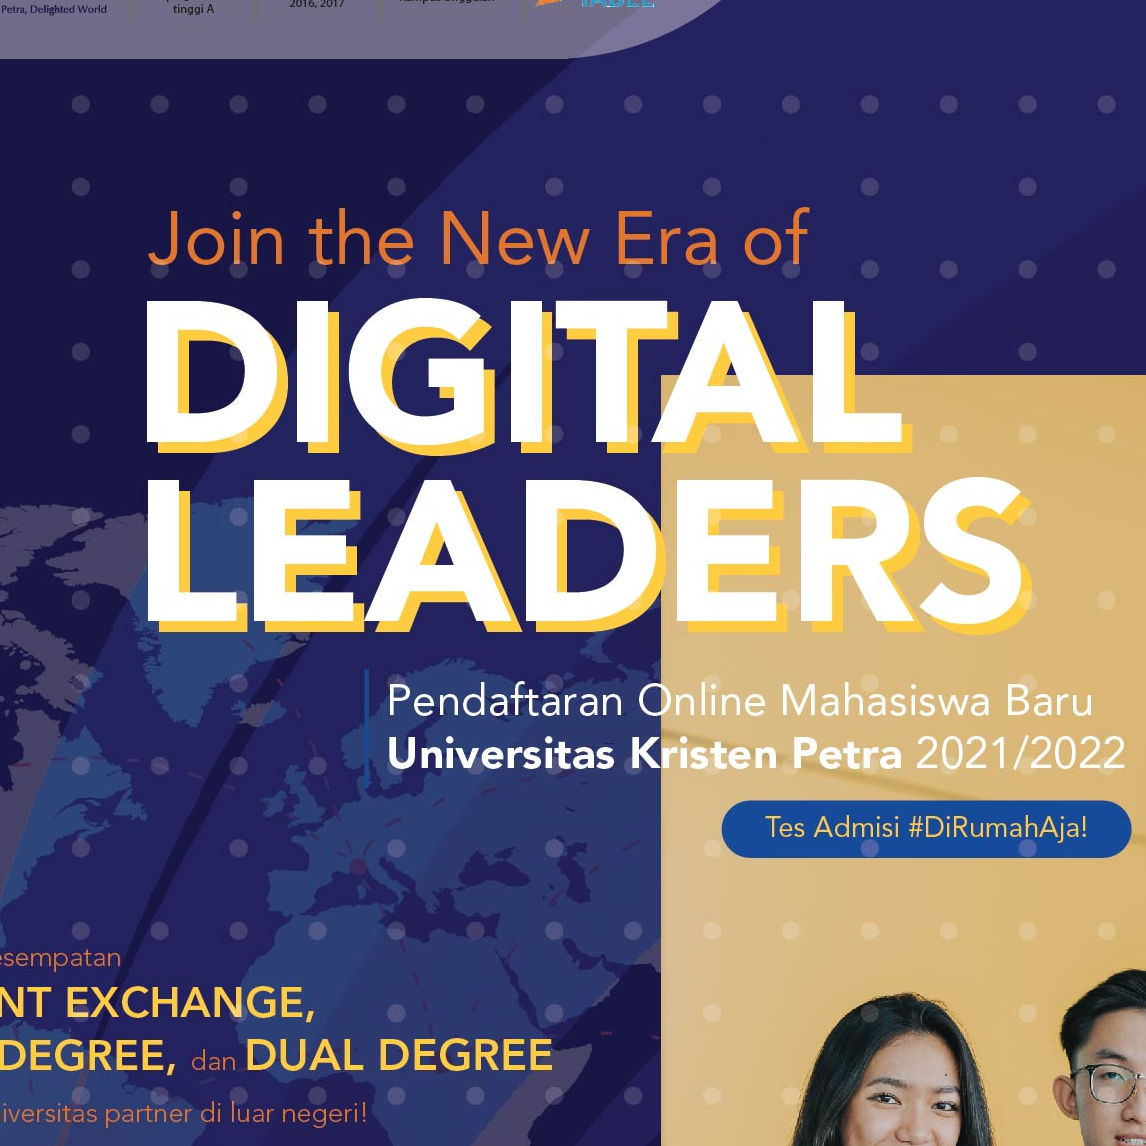 Petra, Delighted World
tinggi A
2016, 2017
Join the New Era of
DIGITAL
LEADERS
Pendaftaran Online Mahasiswa Baru
Universitas Kristen Petra 2021/2022
Tes Admisi #DiRumahAja!
esempatan
NT EXCHANGE,
DEGREE, dan DUAL DEGREE
iversitas partner di luar negeri!